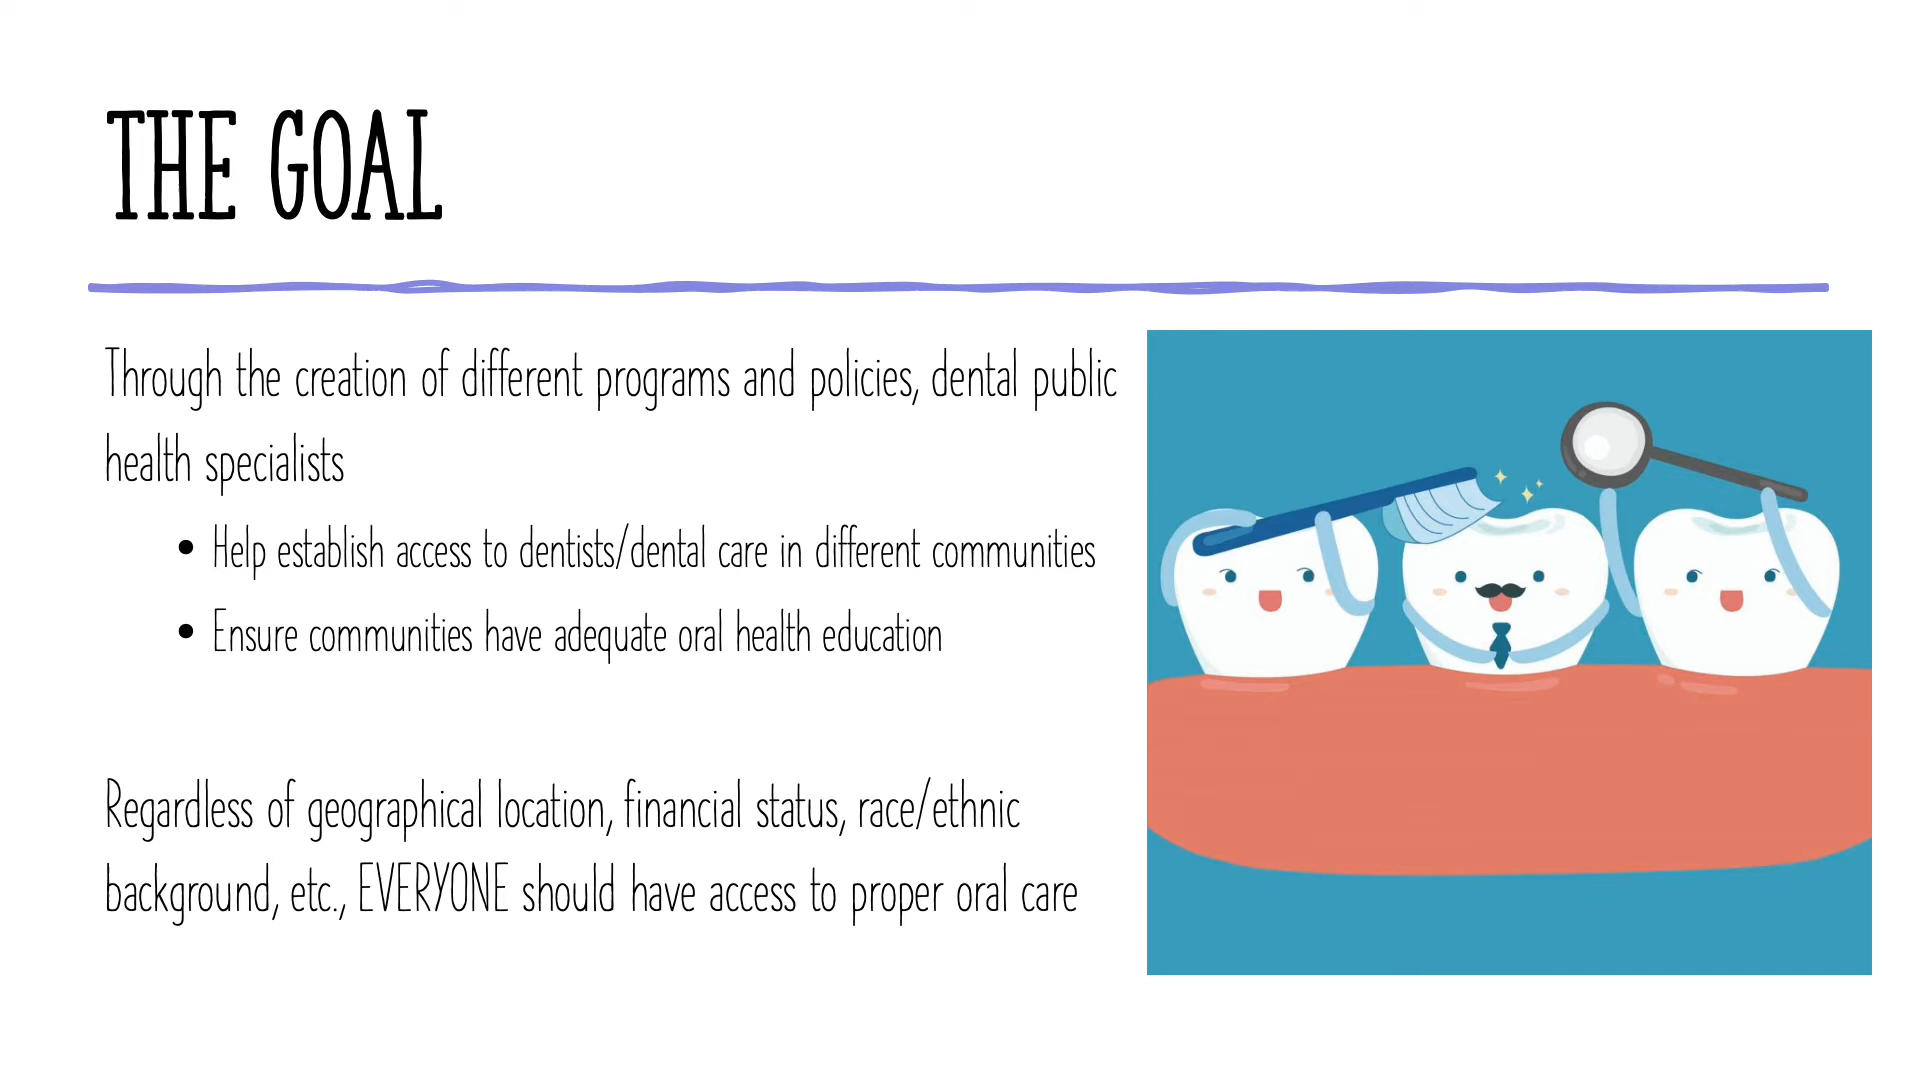 THE GOAL
Through the creation of different programs and policies, dental public
health specialists
• Help establish access to dentists/dental care in different communities
• Ensure communities have adequate oral health education
Regardless of geographical location, financial status, race/ethnic
background, etc., EVERYONE should have access to proper oral care